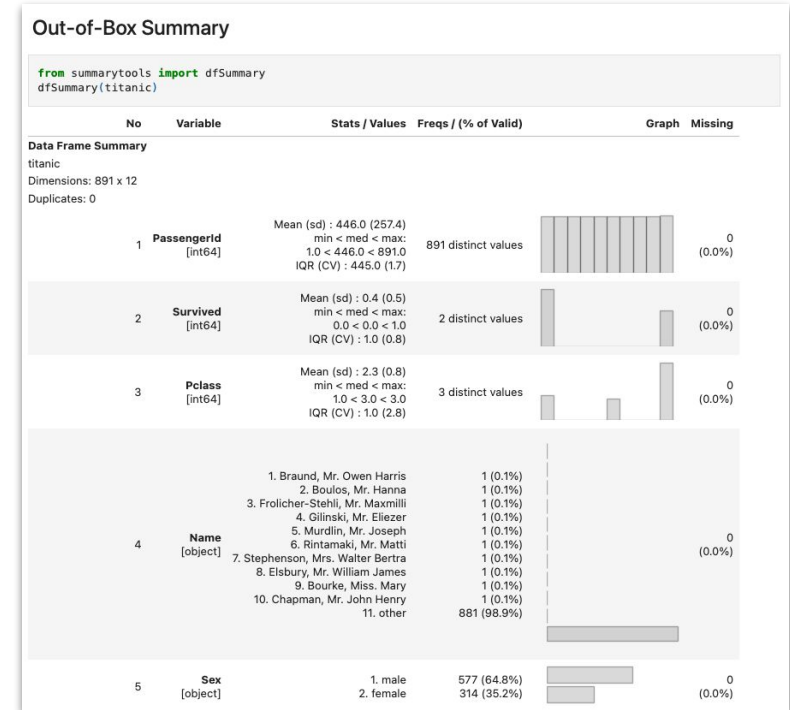 Out-of-Box Summary
from summarytools import dfSummary
dfSummary(titanic)
No Variable Stats / Values Freqs / (% of Valid) Graph Missing
Data Frame Summary
titanic
Dimensions: 891 x 12
Duplicates: 0
1 PassengerId [int64] Mean (sd) : 446.0 (257.4)
min < med < max:
1.0 < 446.0 < 891.0
IQR (CV) : 445.0 (1.7)
891 distinct values
0
(0.0%)
2 Survived [int64] Mean (sd) : 0.4 (0.5)
min < med < max:
0.0 < 0.0 < 1.0
IQR (CV) : 1.0 (0.8)
2 distinct values
0
(0.0%)
3 Pclass [int64] Mean (sd) : 2.3 (0.8)
min < med < max:
1.0 < 3.0 < 3.0
IQR (CV) : 1.0 (2.8)
3 distinct values
0
(0.0%)
4 Name [object]
1. Braund, Mr. Owen Harris 1 (0.1%)
2. Boulos, Mr. Hanna 1 (0.1%)
3. Frolicher-Stehli, Mr. Maxmilli 1 (0.1%)
4. Gilinski, Mr. Eliezer 1 (0.1%)
5. Murdlin, Mr. Joseph 1 (0.1%)
6. Rintamaki, Mr. Matti 1 (0.1%)
7. Stephenson, Mrs. Walter Bertra 1 (0.1%)
8. Elsbury, Mr. William James 1 (0.1%)
9. Bourke, Miss. Mary 1 (0.1%)
10. Chapman, Mr. John Henry 1 (0.1%)
11. other 881 (98.9%)
0
(0.0%)
5 Sex [object]
1. male 577 (64.8%)
2. female 314 (35.2%)
0
(0.0%)